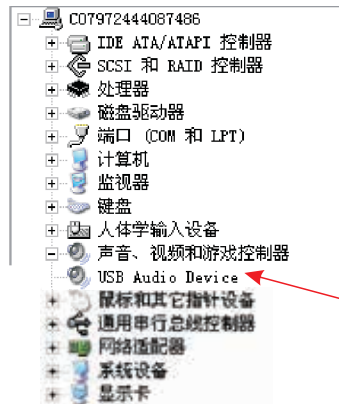 C07972444087486
IDE ATA/ATAPI 控制器
SCSI 和 RAID 控制器
处理器
磁盘驱动器
端口 (COM 和 LPT)
计算机
监视器
键盘
人体学输入设备
声音、视频和游戏控制器
USB Audio Device
鼠标和其它指针设备
通用串行总线控制器
网络适配器
系统设备
显示卡